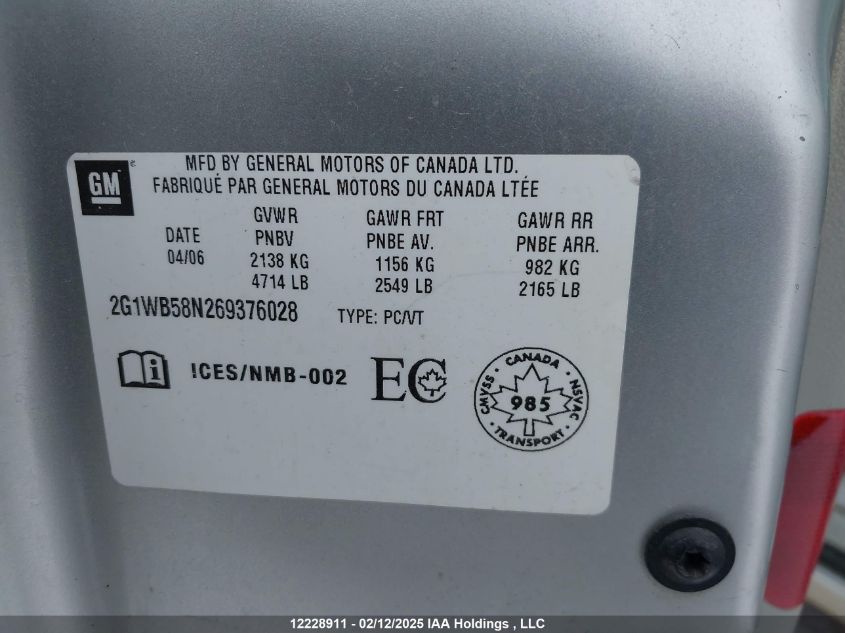 GM
MFD BY GENERAL MOTORS OF CANADA LTD.
FABRIQUÉ PAR GENERAL MOTORS DU CANADA LTÉE
DATE
04/06
GVWR
PNBV
2138 KG
4714 LB
GAWR FRT
PNBE AV.
1156 KG
2549 LB
GAWR RR
PNBE ARR.
982 KG
2165 LB
2G1WB58N269376028 TYPE: PC/VT
ICES/NMB-002
EC
CANADA
CMVSS
985
NSVAC
TRANSPORT
12228911 - 02/12/2025 IAA Holdings , LLC